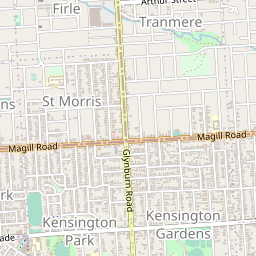 Arthur Street
Firle
Tranmere
St Morris
Magill Road
Magill Road
Glynburn Road
Kensington
Park
Kensington
Gardens